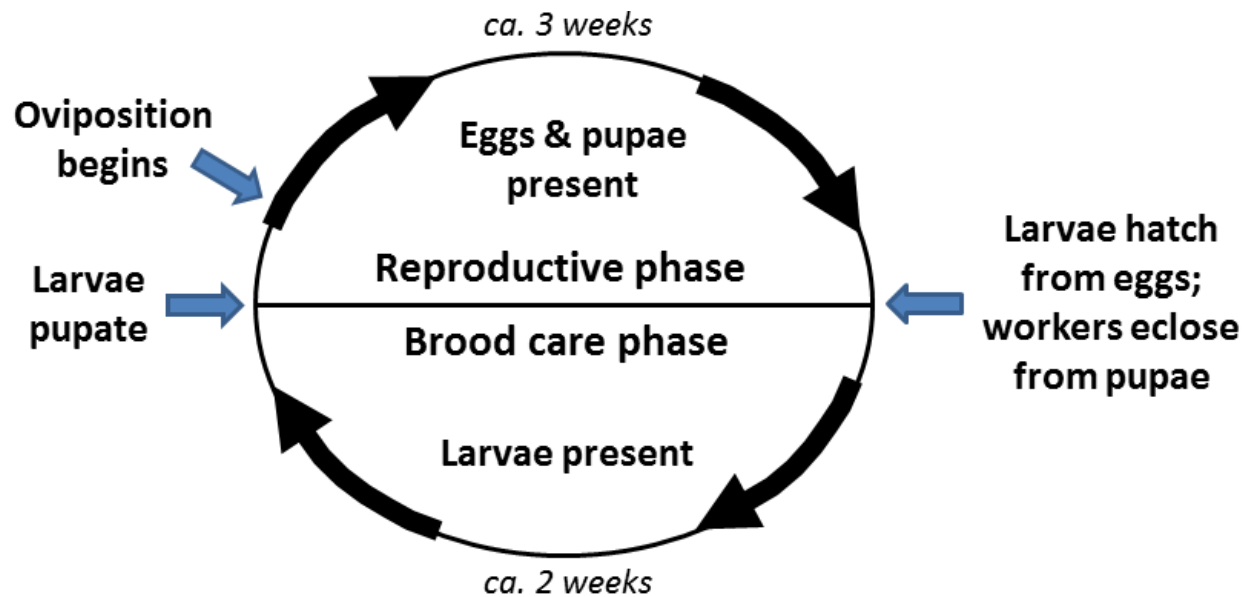 ca. 3 weeks
Oviposition
begins
Eggs & pupae
present
Larvae
pupate
Reproductive phase
Brood care phase
Larvae hatch
from eggs;
workers eclose
from pupae
Larvae present
ca. 2 weeks